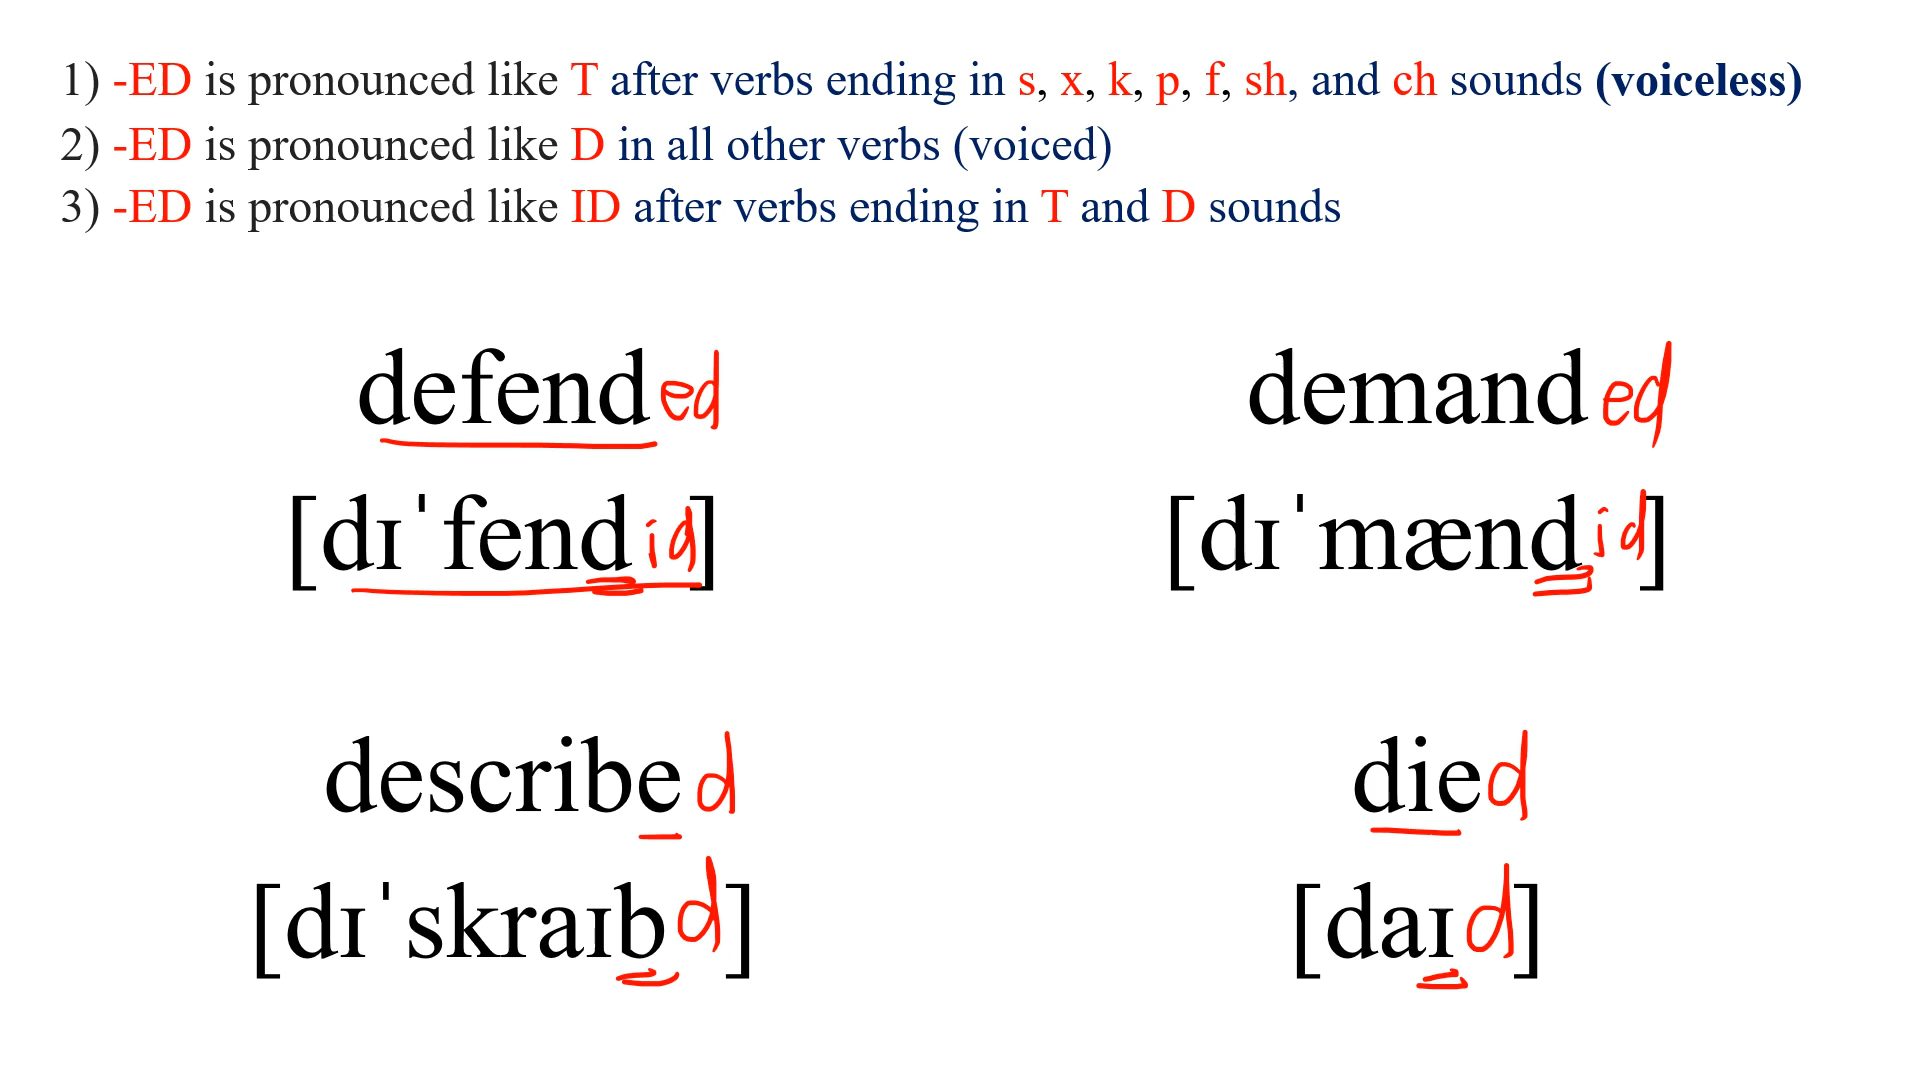 1) -ED is pronounced like T after verbs ending in s, x, k, p, f, sh, and ch sounds (voiceless)
2) -ED is pronounced like D in all other verbs (voiced)
3) -ED is pronounced like ID after verbs ending in T and D sounds
defended
demanded
[dɪˈfendid]
[dɪˈmændid]
described
died
[dɪˈskraɪbd]
[daɪd]